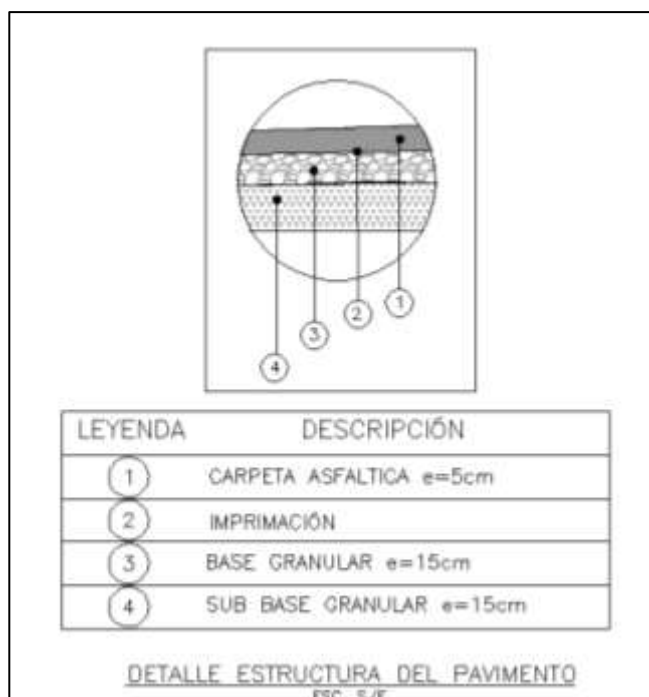 1
2
3
4
LEYENDA DESCRIPCIÓN
1 CARPETA ASFALTICA e=5cm
2 IMPRIMACIÓN
3 BASE GRANULAR e=15cm
4 SUB BASE GRANULAR e=15cm
DETALLE ESTRUCTURA DEL PAVIMENTO
ESC. S/E